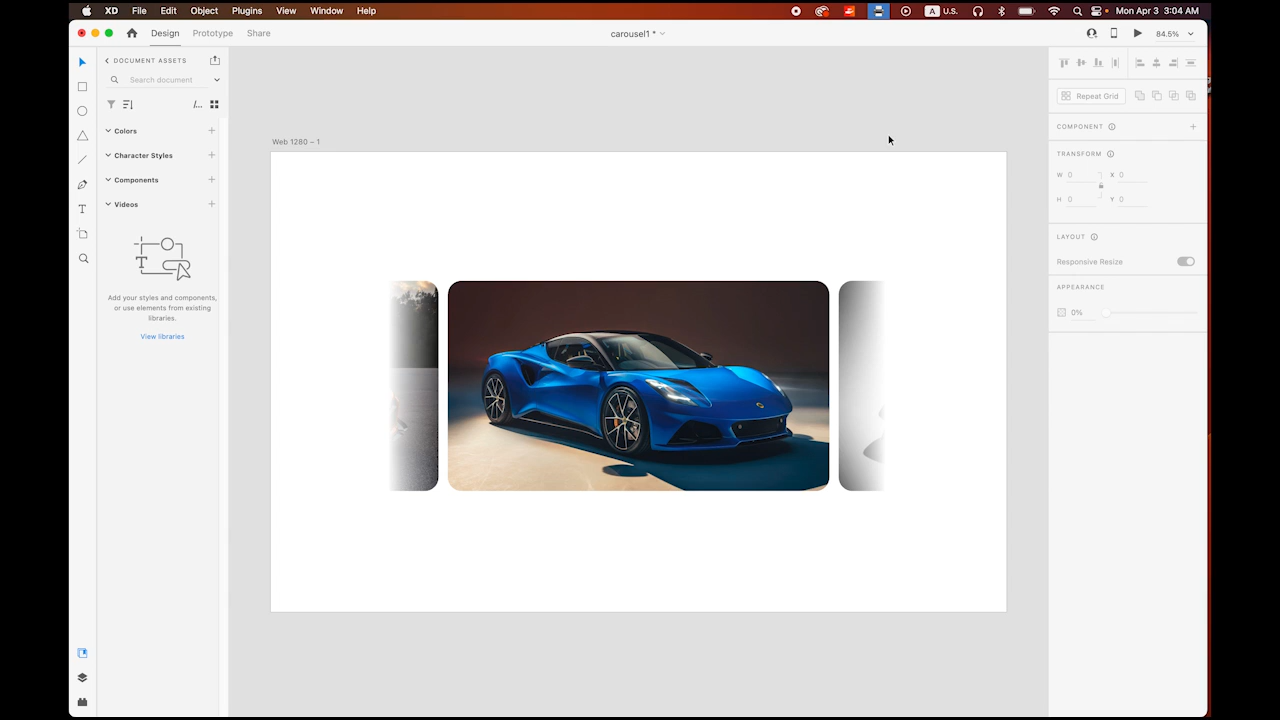 XD File Edit Object Plugins View Window Help
A U.S. Mon Apr 3 3:04 AM
Design Prototype Share
carousel1 *
84.5%
DOCUMENT ASSETS
Search document
/...
Colors
Character Styles
Components
Videos
Add your styles and components,
or use elements from existing
libraries.
View libraries
Web 1280 – 1
Repeat Grid
COMPONENT
TRANSFORM
W 0 X 0
H 0 Y 0
LAYOUT
Responsive Resize
APPEARANCE
0%